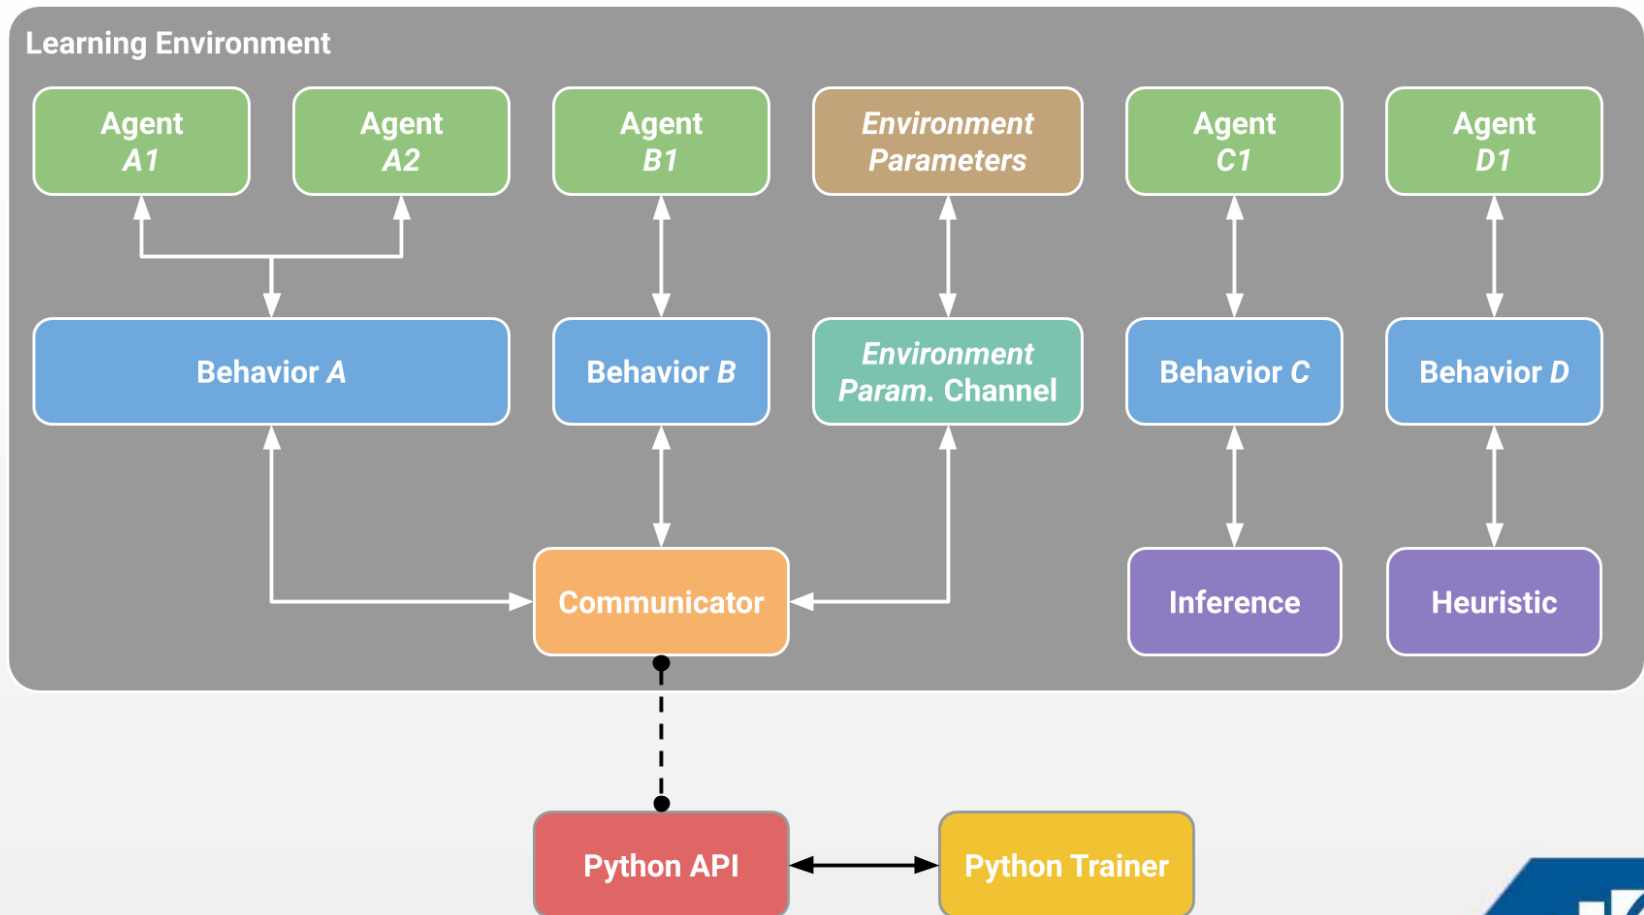 Learning Environment
Agent
A1
Agent
A2
Agent
B1
Environment
Parameters
Agent
C1
Agent
D1
Behavior A
Behavior B
Environment
Param. Channel
Behavior C
Behavior D
Communicator
Inference
Heuristic
Python API
Python Trainer